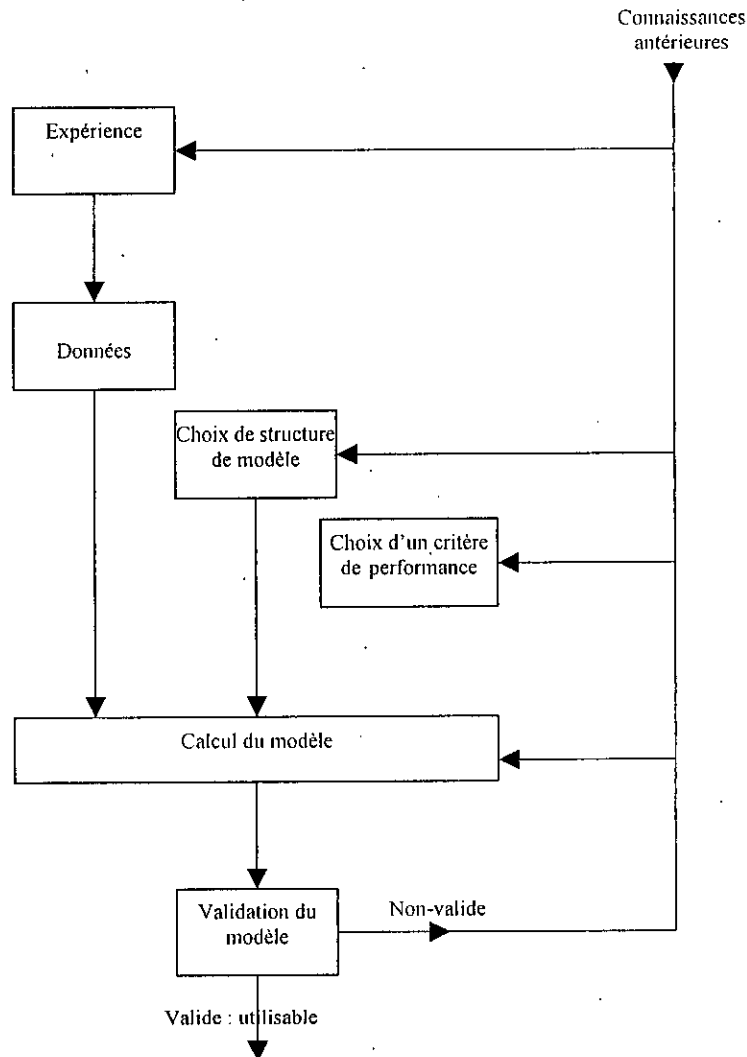 Connaissances
antérieures
Expérience
Données
Choix de structure
de modèle
Choix d'un critère
de performance
Calcul du modèle
Validation du
modèle
Non-valide
Valide : utilisable